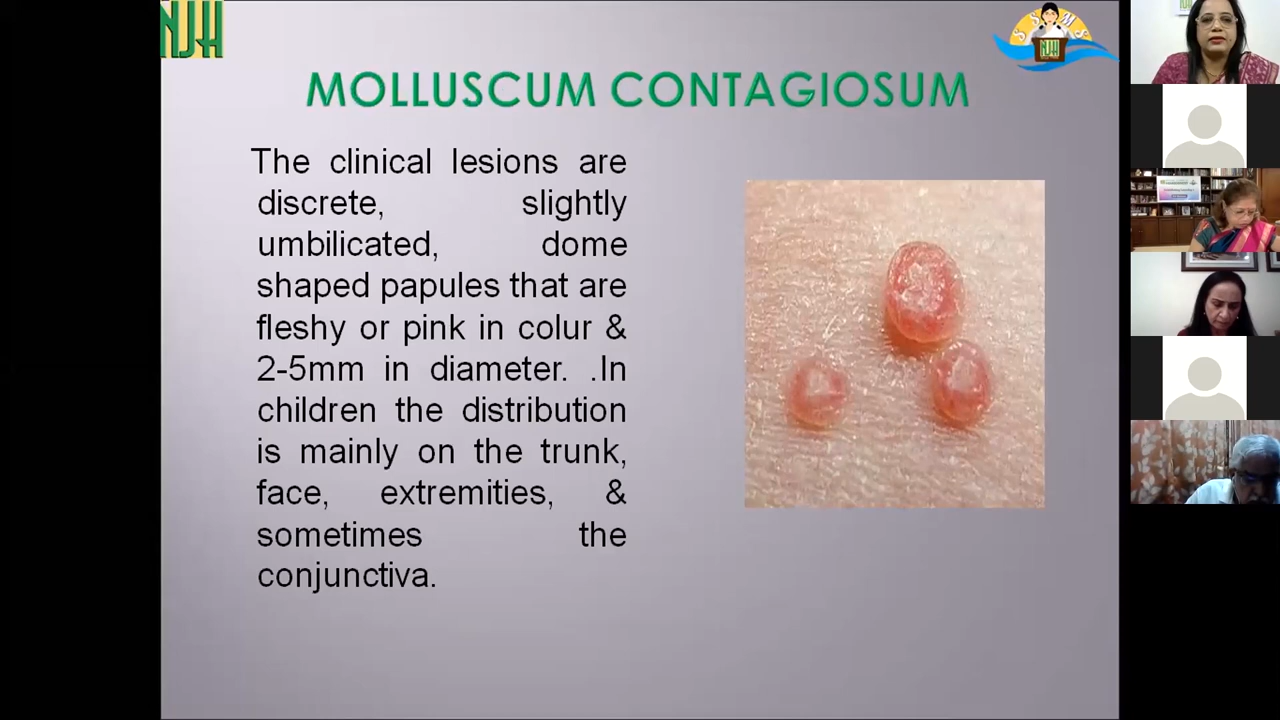 NJH
S S M S
NJH
MOLLUSCUM CONTAGIOSUM
The clinical lesions are
discrete, slightly
umbilicated, dome
shaped papules that are
fleshy or pink in colur &
2-5mm in diameter. .In
children the distribution
is mainly on the trunk,
face, extremities, &
sometimes the
conjunctiva.